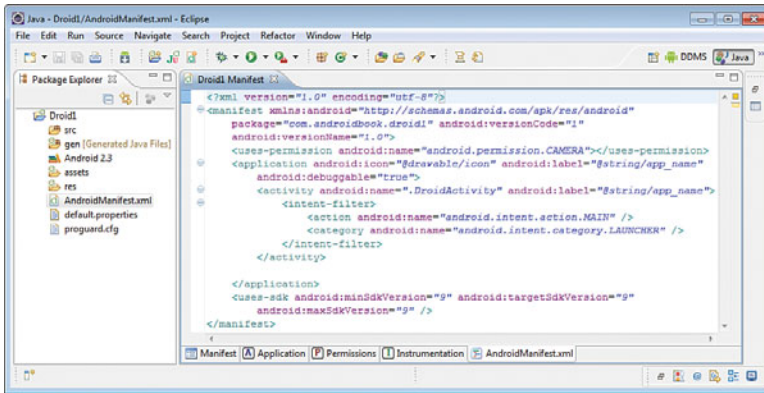 Java - Droid1/AndroidManifest.xml - Eclipse
File Edit Run Source Navigate Search Project Refactor Window Help
DDMS Java
Package Explorer
Droid1 Manifest
Droid1
src
gen [Generated Java Files]
Android 2.3
assets
res
AndroidManifest.xml
default.properties
proguard.cfg
<?xml version="1.0" encoding="utf-8"?>
<manifest xmlns:android="http://schemas.android.com/apk/res/android"
package="com.androidbook.droid1" android:versionCode="1"
android:versionName="1.0">
<uses-permission android:name="android.permission.CAMERA"></uses-permission>
<application android:icon="@drawable/icon" android:label="@string/app_name"
android:debuggable="true">
<activity android:name=".DroidActivity" android:label="@string/app_name">
<intent-filter>
<action android:name="android.intent.action.MAIN" />
<category android:name="android.intent.category.LAUNCHER" />
</intent-filter>
</activity>
</application>
<uses-sdk android:minSdkVersion="9" android:targetSdkVersion="9"
android:maxSdkVersion="9" />
</manifest>
Manifest A Application P Permissions I Instrumentation AndroidManifest.xml